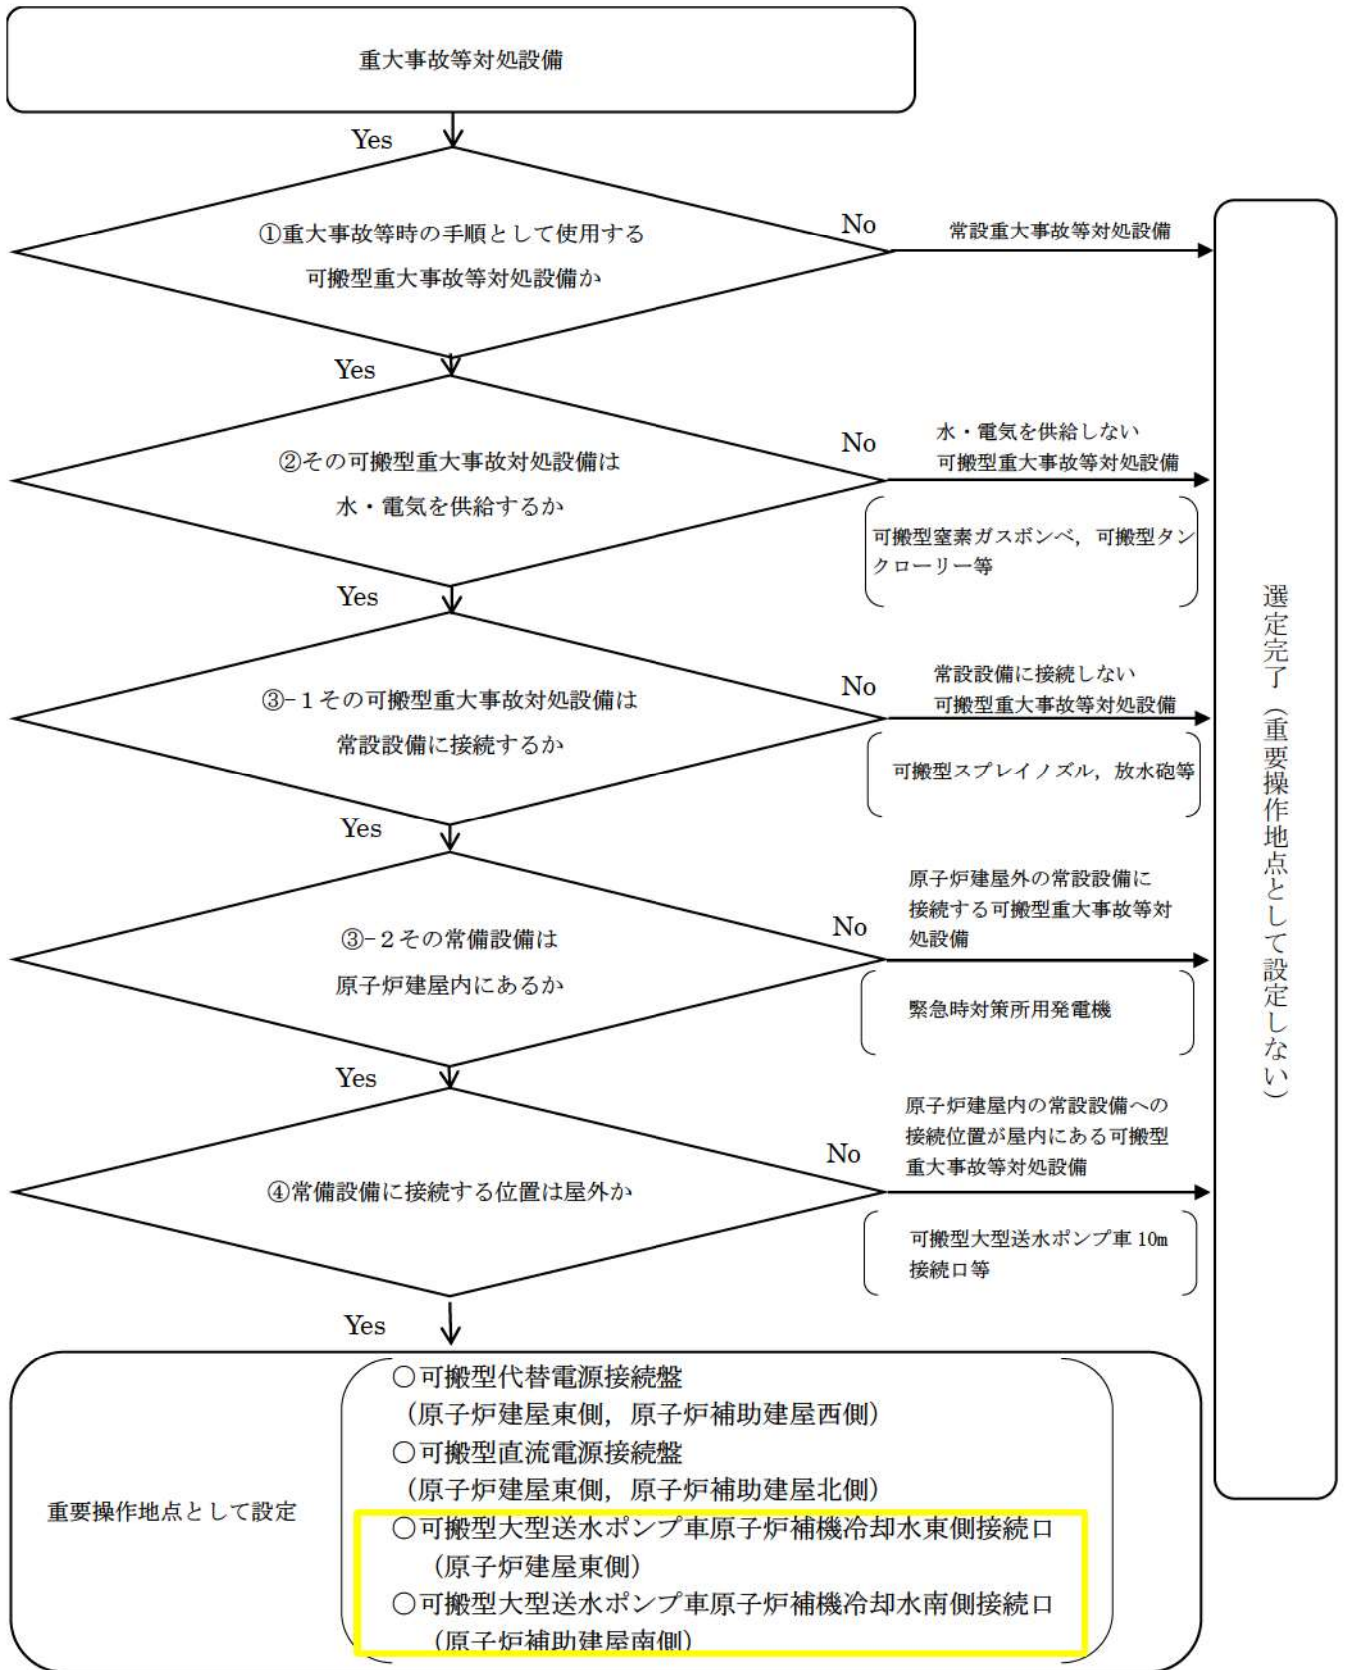 重大事故等対処設備
Yes
①重大事故等時の手順として使用する
可搬型重大事故等対処設備か
No
常設重大事故等対処設備
Yes
②その可搬型重大事故対処設備は
水・電気を供給するか
No
水・電気を供給しない
可搬型重大事故等対処設備
可搬型窒素ガスボンベ，可搬型タン
クローリー等
Yes
③-１その可搬型重大事故対処設備は
常設設備に接続するか
No
常設設備に接続しない
可搬型重大事故等対処設備
可搬型スプレイノズル，放水砲等
Yes
③-２その常備設備は
原子炉建屋内にあるか
No
原子炉建屋外の常設設備に
接続する可搬型重大事故等対
処設備
緊急時対策所用発電機
Yes
④常備設備に接続する位置は屋外か
No
原子炉建屋内の常設設備への
接続位置が屋内にある可搬型
重大事故等対処設備
可搬型大型送水ポンプ車 10m
接続口等
Yes
選定完了（重要操作地点として設定しない）
重要操作地点として設定
○可搬型代替電源接続盤
（原子炉建屋東側，原子炉補助建屋西側）
○可搬型直流電源接続盤
（原子炉建屋東側，原子炉補助建屋北側）
○可搬型大型送水ポンプ車原子炉補機冷却水東側接続口
（原子炉建屋東側）
○可搬型大型送水ポンプ車原子炉補機冷却水南側接続口
（原子炉補助建屋南側）